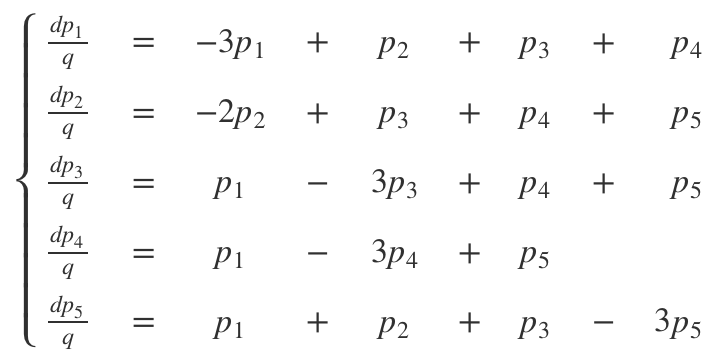 dp₁/q = −3p₁ + p₂ + p₃ + p₄
dp₂/q = −2p₂ + p₃ + p₄ + p₅
dp₃/q = p₁ − 3p₃ + p₄ + p₅
dp₄/q = p₁ − 3p₄ + p₅
dp₅/q = p₁ + p₂ + p₃ − 3p₅